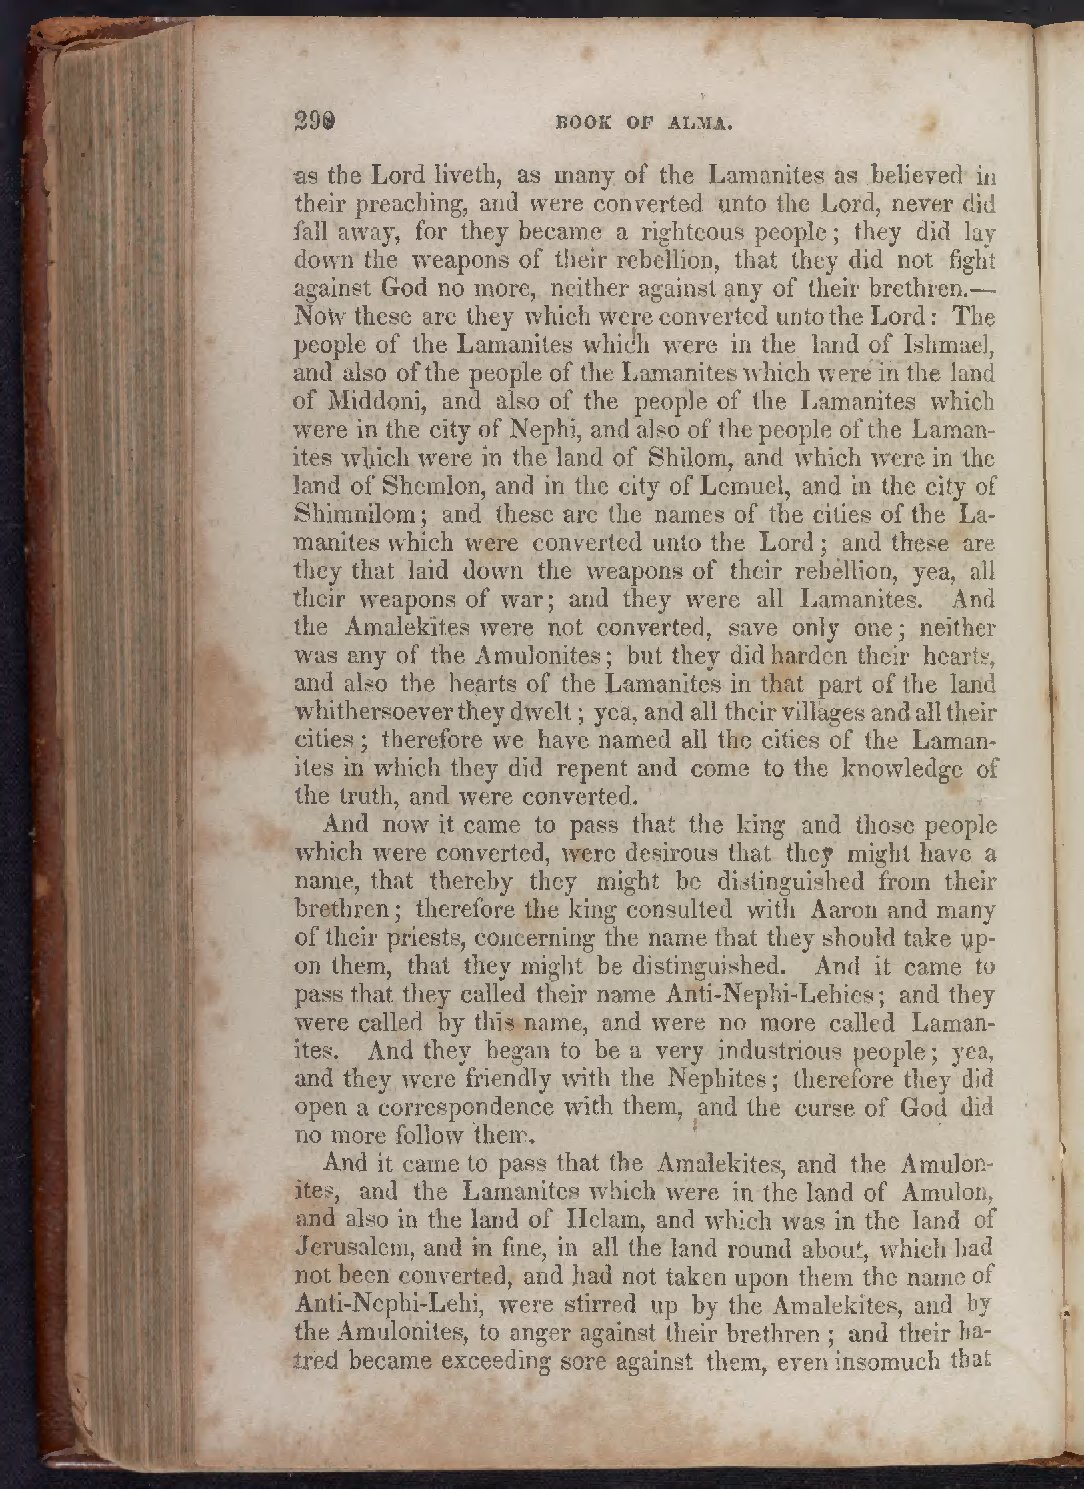 290 BOOK OF ALMA.
as the Lord liveth, as many of the Lamanites as believed in
their preaching, and were converted unto the Lord, never did
fall away, for they became a righteous people; they did lay
down the weapons of their rebellion, that they did not fight
against God no more, neither against any of their brethren.—
Now these are they which were converted unto the Lord: The
people of the Lamanites which were in the land of Ishmael,
and also of the people of the Lamanites which were in the land
of Middoni, and also of the people of the Lamanites which
were in the city of Nephi, and also of the people of the Laman-
ites which were in the land of Shilom, and which were in the
land of Shemlon, and in the city of Lemuel, and in the city of
Shimnilom; and these are the names of the cities of the La-
manites which were converted unto the Lord; and these are
they that laid down the weapons of their rebellion, yea, all
their weapons of war; and they were all Lamanites. And
the Amalekites were not converted, save only one; neither
was any of the Amulonites; but they did harden their hearts,
and also the hearts of the Lamanites in that part of the land
whithersoever they dwelt; yea, and all their villages and all their
cities; therefore we have named all the cities of the Laman-
ites in which they did repent and come to the knowledge of
the truth, and were converted.
And now it came to pass that the king and those people
which were converted, were desirous that they might have a
name, that thereby they might be distinguished from their
brethren; therefore the king consulted with Aaron and many
of their priests, concerning the name that they should take up-
on them, that they might be distinguished. And it came to
pass that they called their name Anti-Nephi-Lehies; and they
were called by this name, and were no more called Laman-
ites. And they began to be a very industrious people; yea,
and they were friendly with the Nephites; therefore they did
open a correspondence with them, and the curse of God did
no more follow them.
And it came to pass that the Amalekites, and the Amulon-
ites, and the Lamanites which were in the land of Amulon,
and also in the land of Helam, and which was in the land of
Jerusalem, and in fine, in all the land round about, which had
not been converted, and had not taken upon them the name of
Anti-Nephi-Lehi, were stirred up by the Amalekites, and by
the Amulonites, to anger against their brethren; and their ha-
tred became exceeding sore against them, even insomuch that